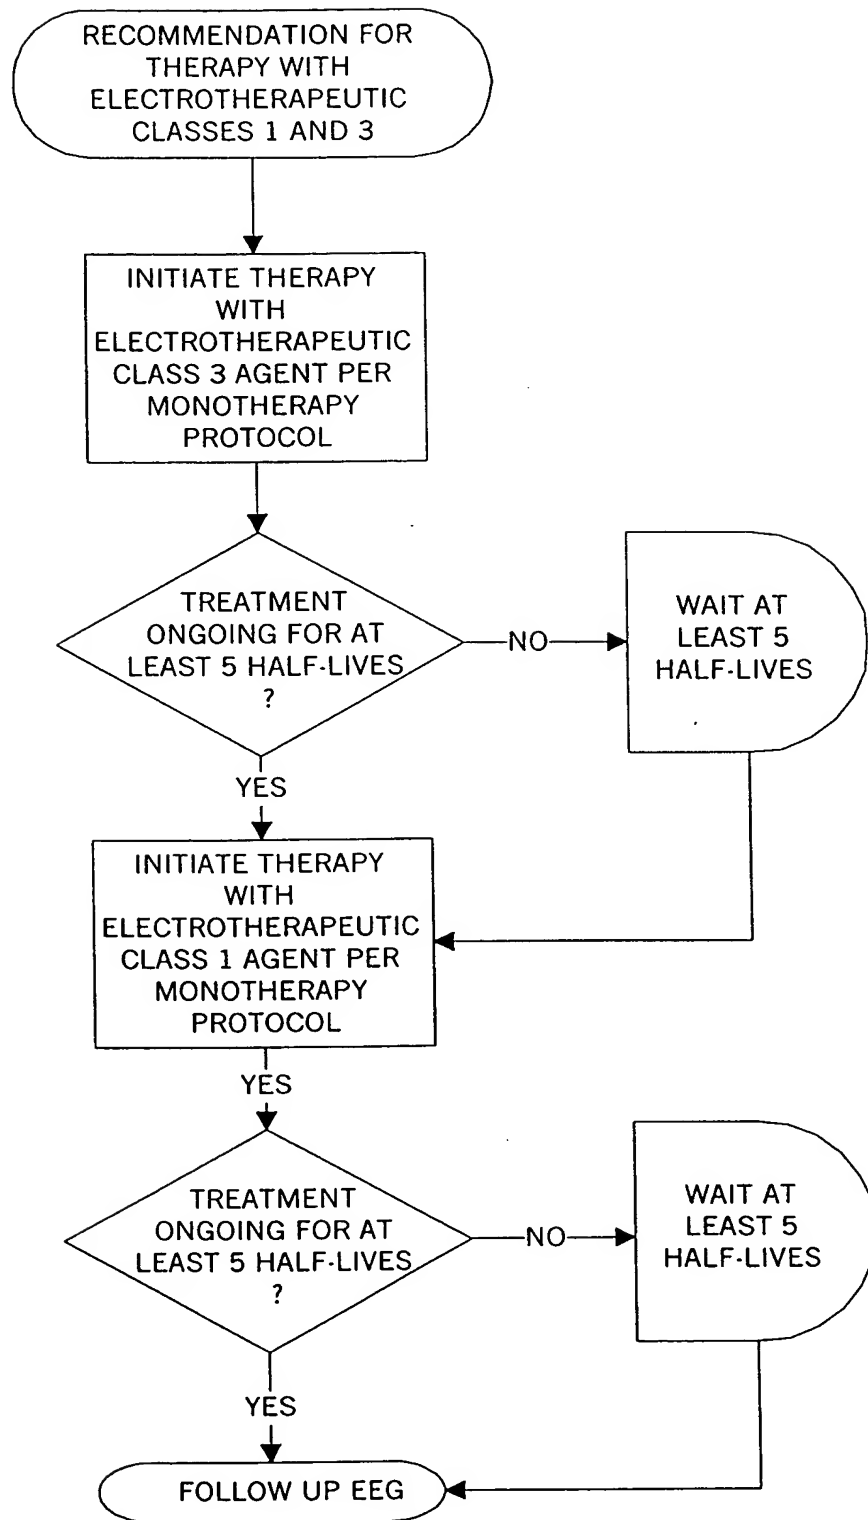 RECOMMENDATION FOR
THERAPY WITH
ELECTROTHERAPEUTIC
CLASSES 1 AND 3
INITIATE THERAPY
WITH
ELECTROTHERAPEUTIC
CLASS 3 AGENT PER
MONOTHERAPY
PROTOCOL
TREATMENT
ONGOING FOR AT
LEAST 5 HALF-LIVES
?
NO
WAIT AT
LEAST 5
HALF-LIVES
YES
INITIATE THERAPY
WITH
ELECTROTHERAPEUTIC
CLASS 1 AGENT PER
MONOTHERAPY
PROTOCOL
YES
TREATMENT
ONGOING FOR AT
LEAST 5 HALF-LIVES
?
NO
WAIT AT
LEAST 5
HALF-LIVES
YES
FOLLOW UP EEG